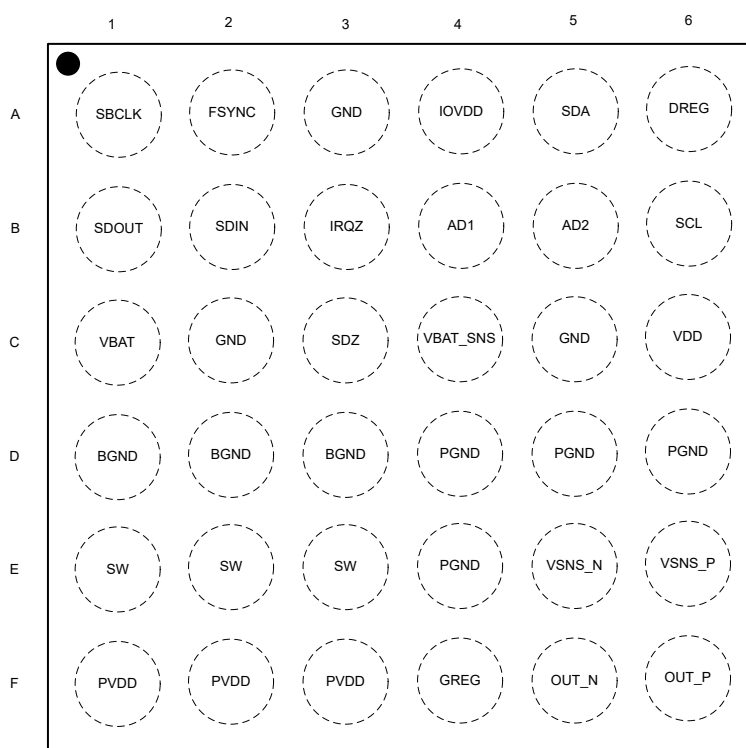 1 2 3 4 5 6
A SBCLK FSYNC GND IOVDD SDA DREG
B SDOUT SDIN IRQZ AD1 AD2 SCL
C VBAT GND SDZ VBAT_SNS GND VDD
D BGND BGND BGND PGND PGND PGND
E SW SW SW PGND VSNS_N VSNS_P
F PVDD PVDD PVDD GREG OUT_N OUT_P